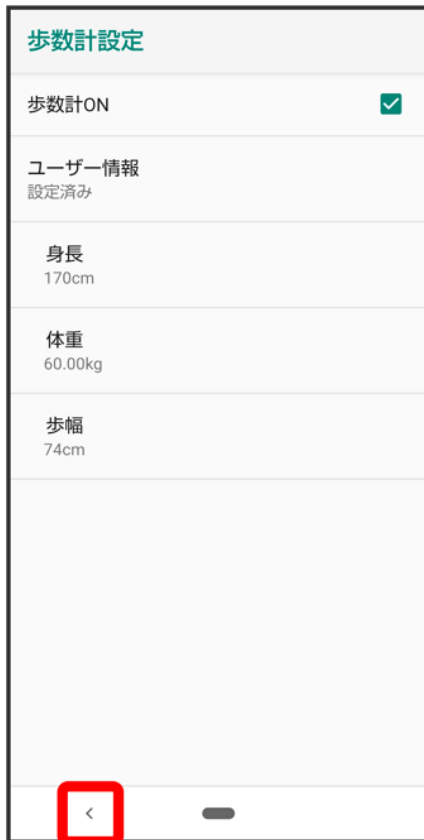 歩数計設定
歩数計ON
ユーザー情報
設定済み
身長
170cm
体重
60.00kg
歩幅
74cm